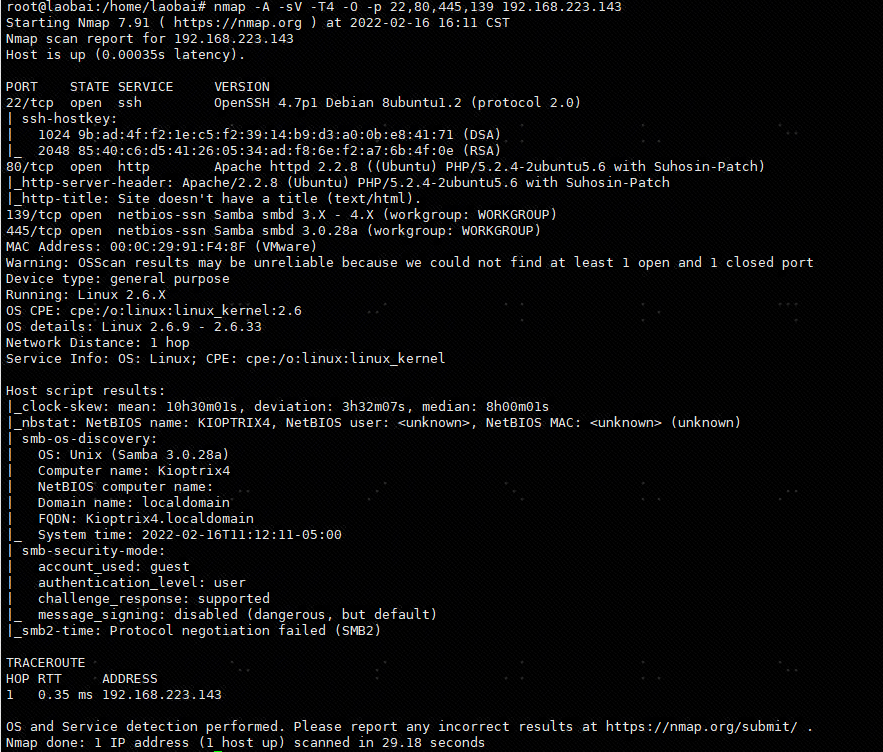 root@laobai:/home/laobai# nmap -A -sV -T4 -O -p 22,80,445,139 192.168.223.143
Starting Nmap 7.91 ( https://nmap.org ) at 2022-02-16 16:11 CST
Nmap scan report for 192.168.223.143
Host is up (0.00035s latency).

PORT    STATE SERVICE     VERSION
22/tcp  open  ssh         OpenSSH 4.7p1 Debian 8ubuntu1.2 (protocol 2.0)
| ssh-hostkey:
|   1024 9b:ad:4f:f2:1e:c5:f2:39:14:b9:d3:a0:0b:e8:41:71 (DSA)
|_  2048 85:40:c6:d5:41:26:05:34:ad:f8:6e:f2:a7:6b:4f:0e (RSA)
80/tcp  open  http        Apache httpd 2.2.8 ((Ubuntu) PHP/5.2.4-2ubuntu5.6 with Suhosin-Patch)
|_http-server-header: Apache/2.2.8 (Ubuntu) PHP/5.2.4-2ubuntu5.6 with Suhosin-Patch
|_http-title: Site doesn't have a title (text/html).
139/tcp open  netbios-ssn Samba smbd 3.X - 4.X (workgroup: WORKGROUP)
445/tcp open  netbios-ssn Samba smbd 3.0.28a (workgroup: WORKGROUP)
MAC Address: 00:0C:29:91:F4:8F (VMware)
Warning: OSScan results may be unreliable because we could not find at least 1 open and 1 closed port
Device type: general purpose
Running: Linux 2.6.X
OS CPE: cpe:/o:linux:linux_kernel:2.6
OS details: Linux 2.6.9 - 2.6.33
Network Distance: 1 hop
Service Info: OS: Linux; CPE: cpe:/o:linux:linux_kernel

Host script results:
|_clock-skew: mean: 10h30m01s, deviation: 3h32m07s, median: 8h00m01s
|_nbstat: NetBIOS name: KIOPTRIX4, NetBIOS user: <unknown>, NetBIOS MAC: <unknown> (unknown)
| smb-os-discovery:
|   OS: Unix (Samba 3.0.28a)
|   Computer name: Kioptrix4
|   NetBIOS computer name:
|   Domain name: localdomain
|   FQDN: Kioptrix4.localdomain
|_  System time: 2022-02-16T11:12:11-05:00
| smb-security-mode:
|   account_used: guest
|   authentication_level: user
|   challenge_response: supported
|_  message_signing: disabled (dangerous, but default)
|_smb2-time: Protocol negotiation failed (SMB2)

TRACEROUTE
HOP RTT     ADDRESS
1   0.35 ms 192.168.223.143

OS and Service detection performed. Please report any incorrect results at https://nmap.org/submit/ .
Nmap done: 1 IP address (1 host up) scanned in 29.18 seconds